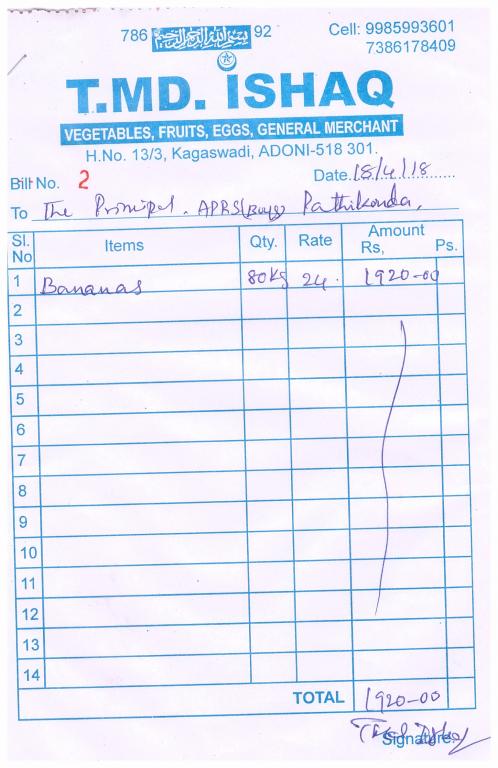 786 بسم الله الرحمن الرحيم 92
Cell: 9985993601
7386178409
T.MD. ISHAQ
VEGETABLES, FRUITS, EGGS, GENERAL MERCHANT
H.No. 13/3, Kagaswadi, ADONI-518 301.
Bill No. 2 Date. 18/4/18
To The Principal. APRS(Boys) Pathikonda,
Sl. No Items Qty. Rate Amount Rs, Ps.
1 Bananas 80Kg 24. 1920-00
2
3
4
5
6
7
8
9
10
11
12
13
14
TOTAL 1920-00
Signature.